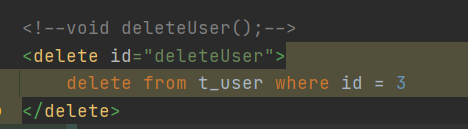 <!--void deleteUser();-->
<delete id="deleteUser">
delete from t_user where id = 3
</delete>